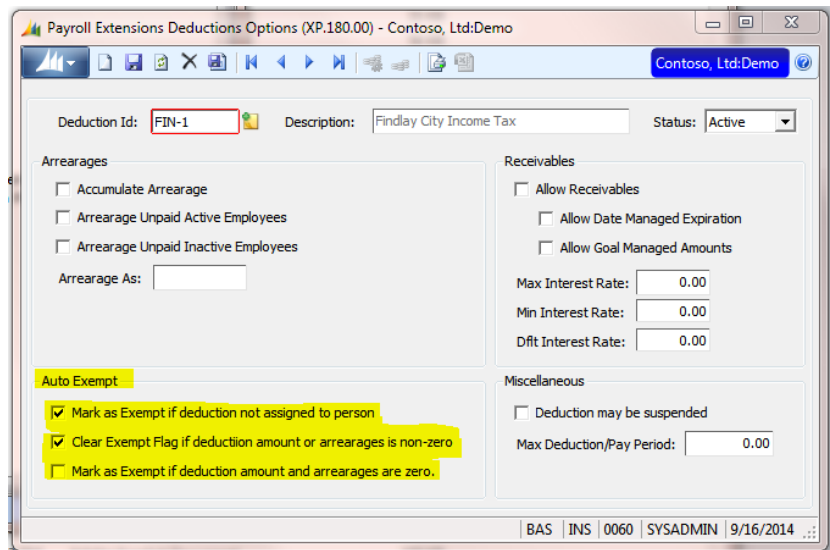 Payroll Extensions Deductions Options (XP.180.00) - Contoso, Ltd:Demo
Contoso, Ltd:Demo
Deduction Id: FIN-1 Description: Findlay City Income Tax Status: Active
Arrearages
Accumulate Arrearage
Arrearage Unpaid Active Employees
Arrearage Unpaid Inactive Employees
Arrearage As:
Receivables
Allow Receivables
Allow Date Managed Expiration
Allow Goal Managed Amounts
Max Interest Rate: 0.00
Min Interest Rate: 0.00
Dflt Interest Rate: 0.00
Auto Exempt
Mark as Exempt if deduction not assigned to person
Clear Exempt Flag if deductiion amount or arrearages is non-zero
Mark as Exempt if deduction amount and arrearages are zero.
Miscellaneous
Deduction may be suspended
Max Deduction/Pay Period: 0.00
BAS INS 0060 SYSADMIN 9/16/2014